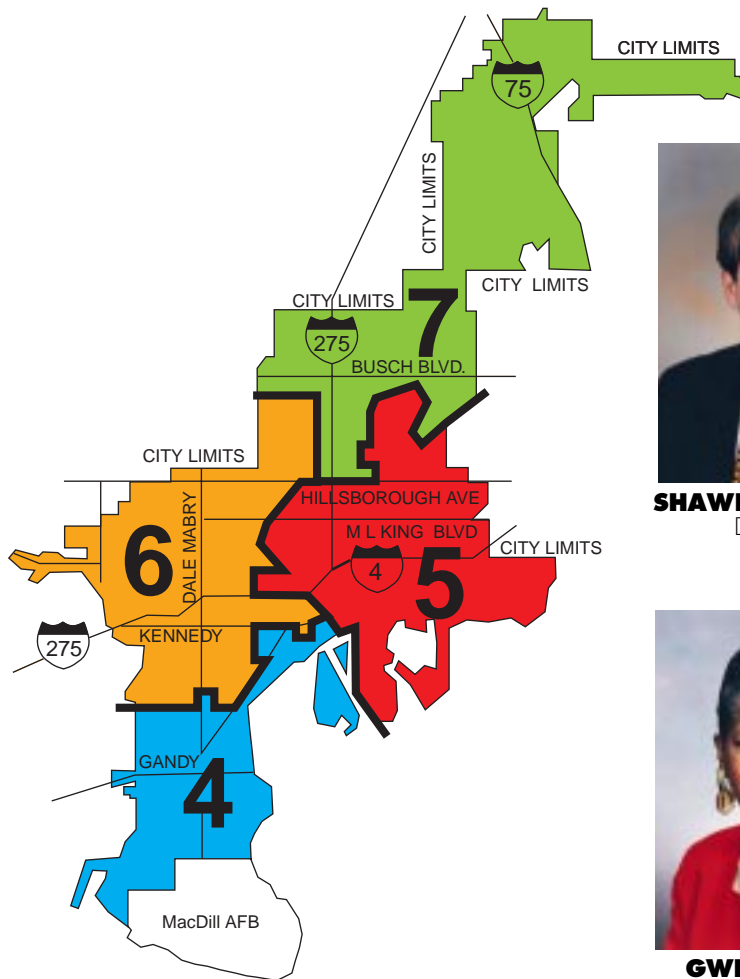 CITY LIMITS
75
CITY LIMITS
CITY LIMITS
CITY LIMITS
7
275
BUSCH BLVD.
CITY LIMITS
HILLSBOROUGH AVE
DALE MABRY
M L KING BLVD
CITY LIMITS
6
4
5
KENNEDY
275
GANDY
4
MacDill AFB